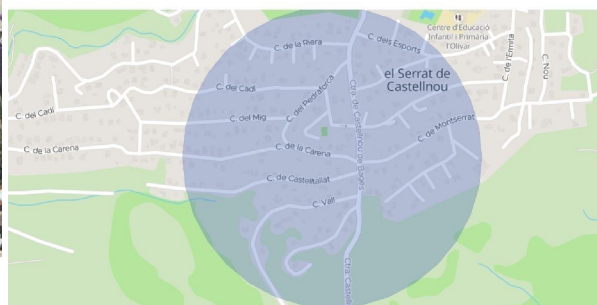 Centre d'Educació
Infantil i Primària
l'Olivar
C. de la Riera
C. dels Esports
el Serrat de
Castellnou
C. de l'Ermita
C. Nou
C. del Cadí
C. del Cadí
C. del Pedraforca
Ctra. de Castellnou de Bages
C. del Mig
C. de Montserrat
C. de la Carena
C. de la Carena
C. de Castelltallat
C. Vall
Ctra. Castell